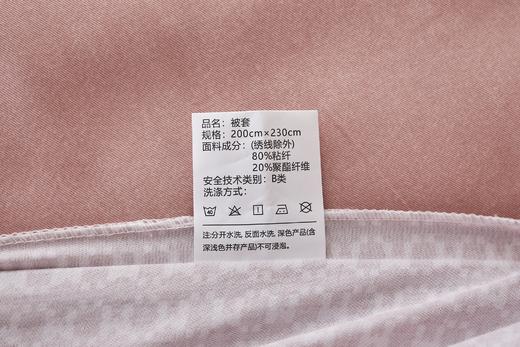 品名：被套
规格：200cm×230cm
面料成分：(绣线除外)
80%粘纤
20%聚酯纤维
安全技术类别：B类
洗涤方式：
注:分开水洗, 反面水洗, 深色产品(含
深浅色并存产品)不可浸泡。